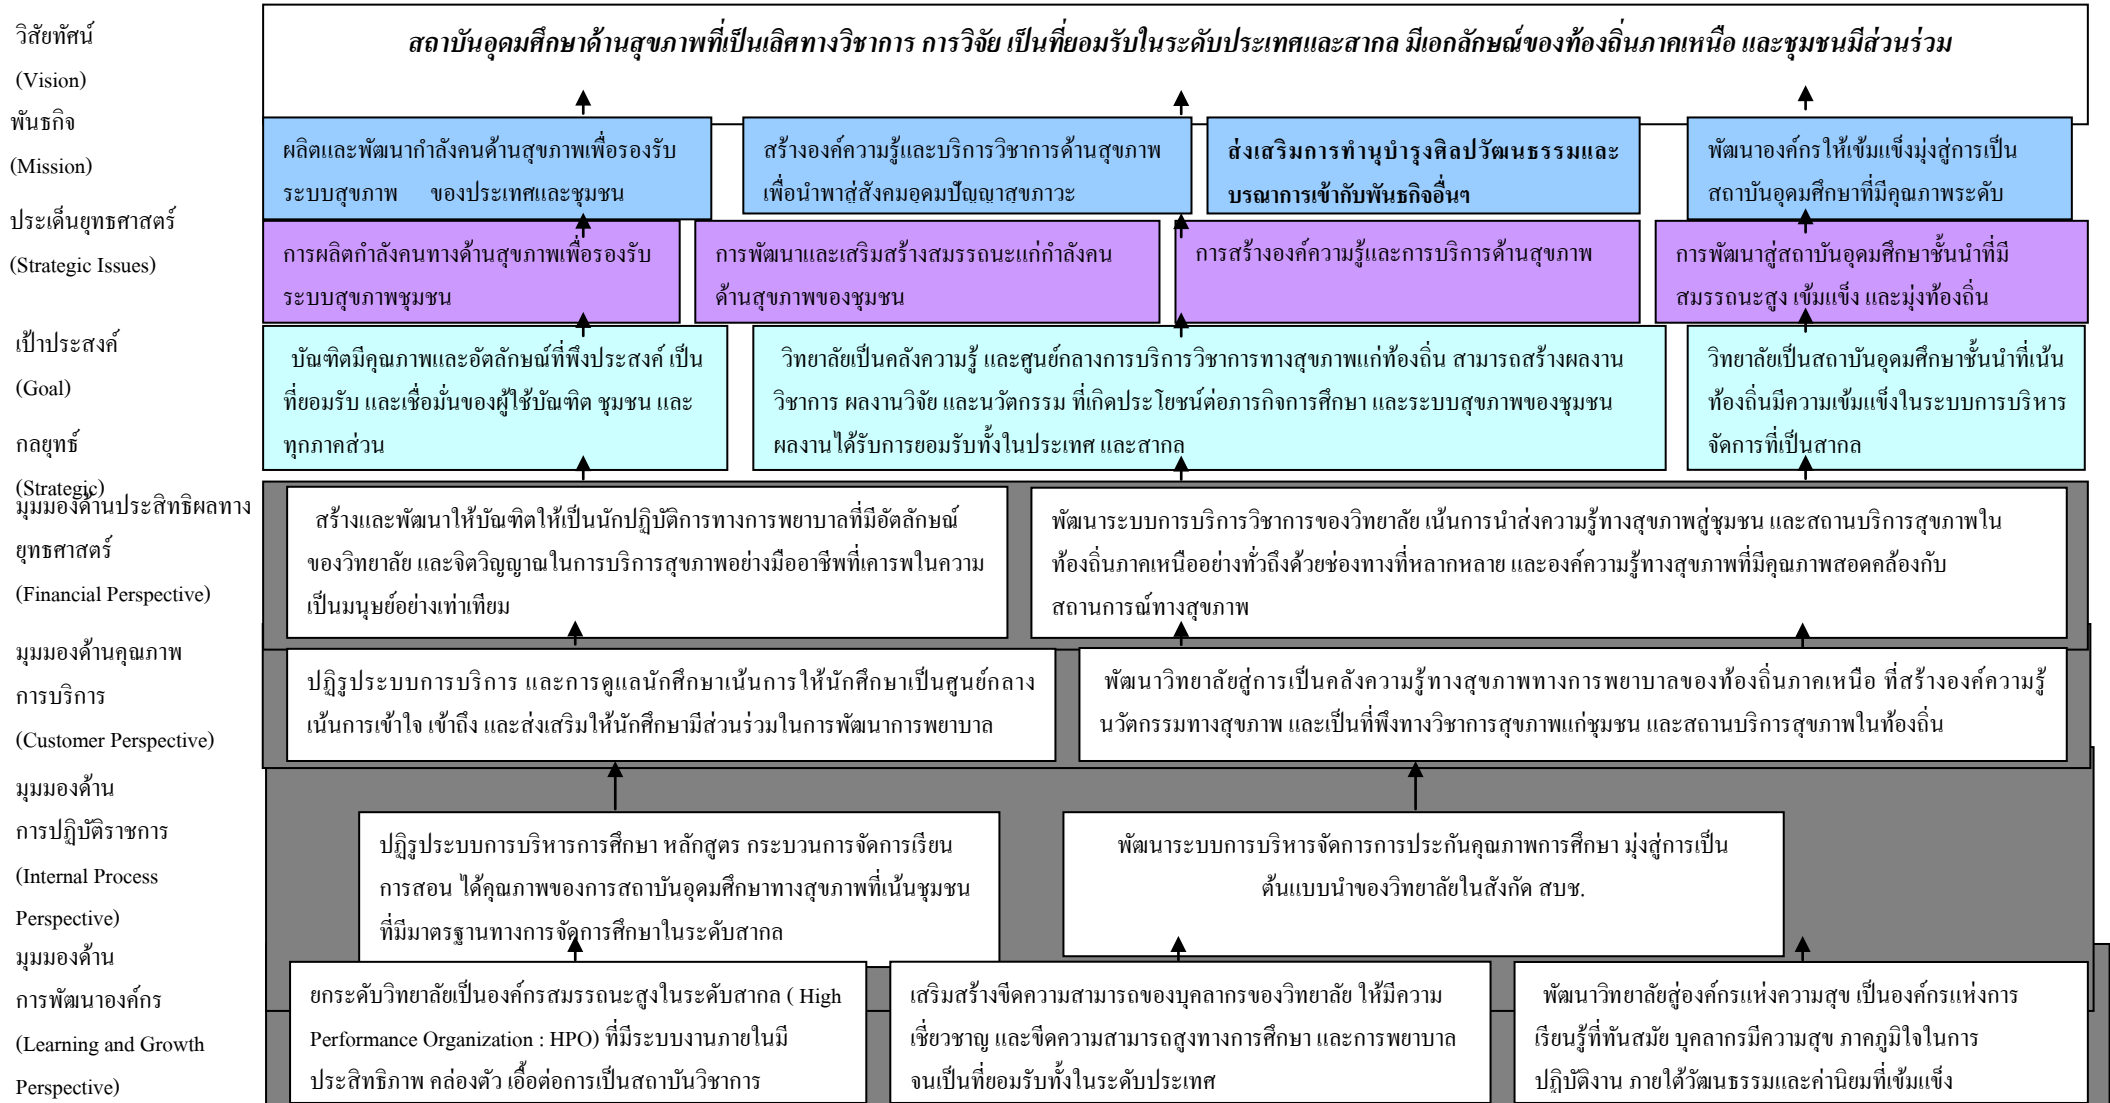 วิสัยทัศน์
(Vision)
สถาบันอุดมศึกษาด้านสุขภาพที่เป็นเลิศทางวิชาการ การวิจัย เป็นที่ยอมรับในระดับประเทศและสากล มีเอกลักษณ์ของท้องถิ่นภาคเหนือ และชุมชนมีส่วนร่วม
พันธกิจ
(Mission)
ผลิตและพัฒนากำลังคนด้านสุขภาพเพื่อรองรับ
ระบบสุขภาพ ของประเทศและชุมชน
สร้างองค์ความรู้และบริการวิชาการด้านสุขภาพ
เพื่อนำพาสู่สังคมอุดมปัญญาสุขภาวะ
ส่งเสริมการทำนุบำรุงศิลปวัฒนธรรมและ
บูรณาการเข้ากับพันธกิจอื่นๆ
พัฒนาองค์กรให้เข้มแข็งมุ่งสู่การเป็น
สถาบันอุดมศึกษาที่มีคุณภาพระดับ
ประเด็นยุทธศาสตร์
(Strategic Issues)
การผลิตกำลังคนทางด้านสุขภาพเพื่อรองรับ
ระบบสุขภาพชุมชน
การพัฒนาและเสริมสร้างสมรรถนะแก่กำลังคน
ด้านสุขภาพของชุมชน
การสร้างองค์ความรู้และการบริการด้านสุขภาพ
การพัฒนาสู่สถาบันอุดมศึกษาชั้นนำที่มี
สมรรถนะสูง เข้มแข็ง และมุ่งท้องถิ่น
เป้าประสงค์
(Goal)
บัณฑิตมีคุณภาพและอัตลักษณ์ที่พึงประสงค์ เป็น
ที่ยอมรับ และเชื่อมั่นของผู้ใช้บัณฑิต ชุมชน และ
ทุกภาคส่วน
วิทยาลัยเป็นคลังความรู้ และศูนย์กลางการบริการวิชาการทางสุขภาพแก่ท้องถิ่น สามารถสร้างผลงาน
วิชาการ ผลงานวิจัย และนวัตกรรม ที่เกิดประโยชน์ต่อภารกิจการศึกษา และระบบสุขภาพของชุมชน
ผลงานได้รับการยอมรับทั้งในประเทศ และสากล
วิทยาลัยเป็นสถาบันอุดมศึกษาชั้นนำที่เน้น
ท้องถิ่นมีความเข้มแข็งในระบบการบริหาร
จัดการที่เป็นสากล
กลยุทธ์
(Strategic)
มุมมองด้านประสิทธิผลทาง
ยุทธศาสตร์
(Financial Perspective)
สร้างและพัฒนาให้บัณฑิตให้เป็นนักปฏิบัติการทางการพยาบาลที่มีอัตลักษณ์
ของวิทยาลัย และจิตวิญญาณในการบริการสุขภาพอย่างมืออาชีพที่เคารพในความ
เป็นมนุษย์อย่างเท่าเทียม
พัฒนาระบบการบริการวิชาการของวิทยาลัย เน้นการนำส่งความรู้ทางสุขภาพสู่ชุมชน และสถานบริการสุขภาพใน
ท้องถิ่นภาคเหนืออย่างทั่วถึงด้วยช่องทางที่หลากหลาย และองค์ความรู้ทางสุขภาพที่มีคุณภาพสอดคล้องกับ
สถานการณ์ทางสุขภาพ
มุมมองด้านคุณภาพ
การบริการ
(Customer Perspective)
ปฏิรูประบบการบริการ และการดูแลนักศึกษาเน้นการให้นักศึกษาเป็นศูนย์กลาง
เน้นการเข้าใจ เข้าถึง และส่งเสริมให้นักศึกษามีส่วนร่วมในการพัฒนาการพยาบาล
พัฒนาวิทยาลัยสู่การเป็นคลังความรู้ทางสุขภาพทางการพยาบาลของท้องถิ่นภาคเหนือ ที่สร้างองค์ความรู้
นวัตกรรมทางสุขภาพ และเป็นที่พึงทางวิชาการสุขภาพแก่ชุมชน และสถานบริการสุขภาพในท้องถิ่น
มุมมองด้าน
การปฏิบัติราชการ
(Internal Process
Perspective)
ปฏิรูประบบการบริหารการศึกษา หลักสูตร กระบวนการจัดการเรียน
การสอน ได้คุณภาพของการสถาบันอุดมศึกษาทางสุขภาพที่เน้นชุมชน
ที่มีมาตรฐานทางการจัดการศึกษาในระดับสากล
พัฒนาระบบการบริหารจัดการการประกันคุณภาพการศึกษา มุ่งสู่การเป็น
ต้นแบบนำของวิทยาลัยในสังกัด สบช.
มุมมองด้าน
การพัฒนาองค์กร
(Learning and Growth
Perspective)
ยกระดับวิทยาลัยเป็นองค์กรสมรรถนะสูงในระดับสากล ( High
Performance Organization : HPO) ที่มีระบบงานภายในมี
ประสิทธิภาพ คล่องตัว เอื้อต่อการเป็นสถาบันวิชาการ
เสริมสร้างขีดความสามารถของบุคลากรของวิทยาลัย ให้มีความ
เชี่ยวชาญ และขีดความสามารถสูงทางการศึกษา และการพยาบาล
จนเป็นที่ยอมรับทั้งในระดับประเทศ
พัฒนาวิทยาลัยสู่องค์กรแห่งความสุข เป็นองค์กรแห่งการ
เรียนรู้ที่ทันสมัย บุคลากรมีความสุข ภาคภูมิใจในการ
ปฏิบัติงาน ภายใต้วัฒนธรรมและค่านิยมที่เข้มแข็ง